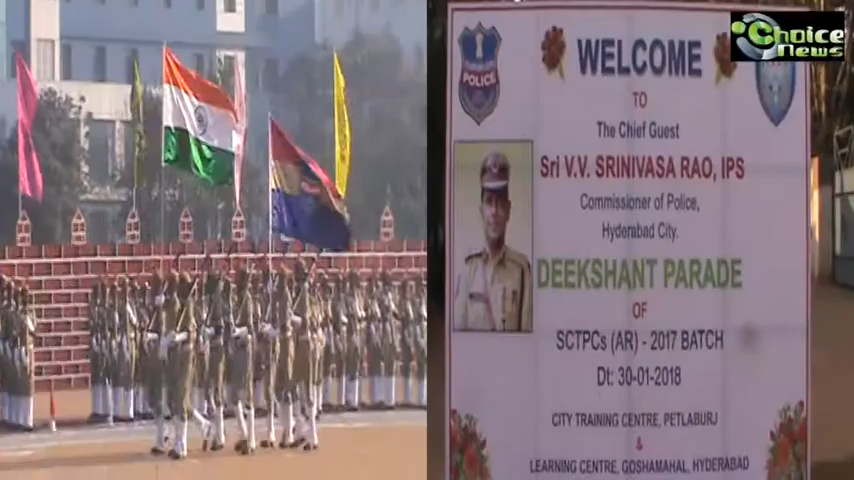 Choice
News
POLICE
WELCOME
TO
The Chief Guest
Sri V.V. SRINIVASA RAO, IPS
Commissioner of Police,
Hyderabad City.
DEEKSHANT PARADE
OF
SCTPCs (AR) - 2017 BATCH
Dt: 30-01-2018
CITY TRAINING CENTRE, PETLABURJ
&
LEARNING CENTRE, GOSHAMAHAL, HYDERABAD